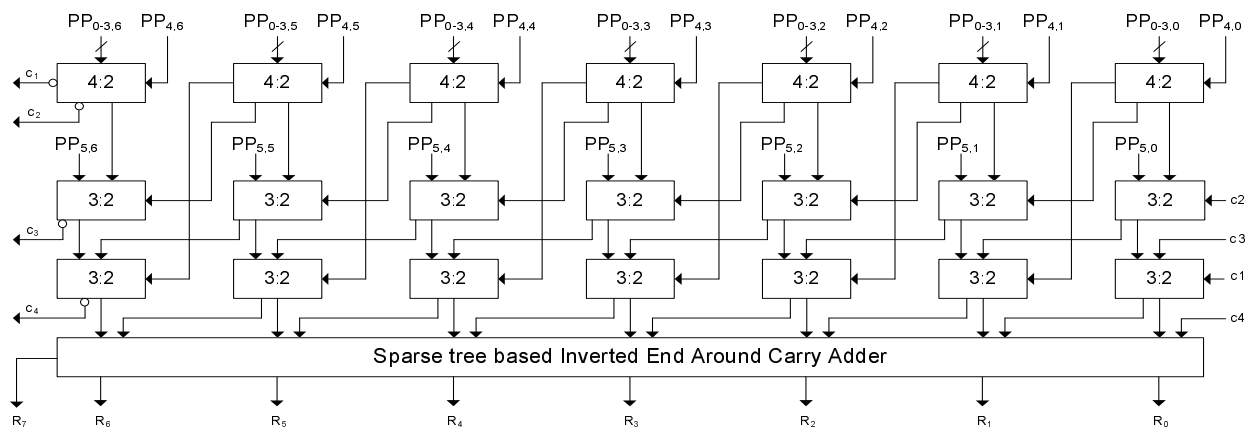 PP0-3,6 PP4,6 PP0-3,5 PP4,5 PP0-3,4 PP4,4 PP0-3,3 PP4,3 PP0-3,2 PP4,2 PP0-3,1 PP4,1 PP0-3,0 PP4,0
c1 4:2 4:2 4:2 4:2 4:2 4:2 4:2
c2
PP5,6 PP5,5 PP5,4 PP5,3 PP5,2 PP5,1 PP5,0
3:2 3:2 3:2 3:2 3:2 3:2 3:2 c2
c3 c3
3:2 3:2 3:2 3:2 3:2 3:2 3:2 c1
c4 c4
Sparse tree based Inverted End Around Carry Adder
R7 R6 R5 R4 R3 R2 R1 R0